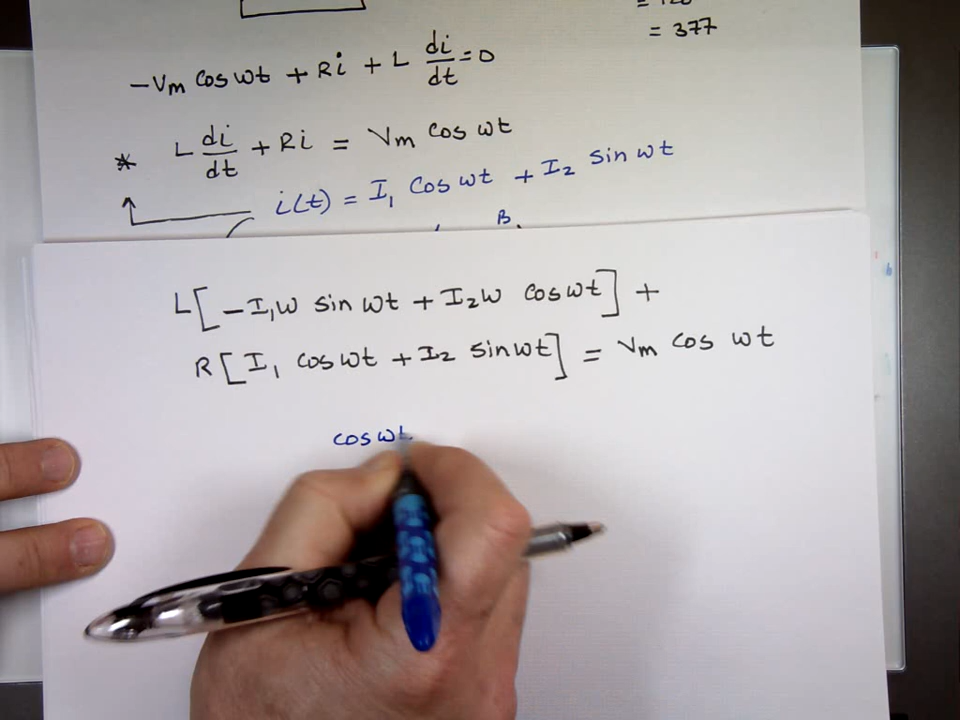 = 120
= 377
-Vm cos ωt + Ri + L di/dt = 0
* L di/dt + Ri = Vm cos ωt
i(t) = I₁ cos ωt + I₂ sin ωt
B
L[-I₁ω sin ωt + I₂ω cos ωt] +
R[I₁ cos ωt + I₂ sin ωt] = Vm cos ωt
cos ωt